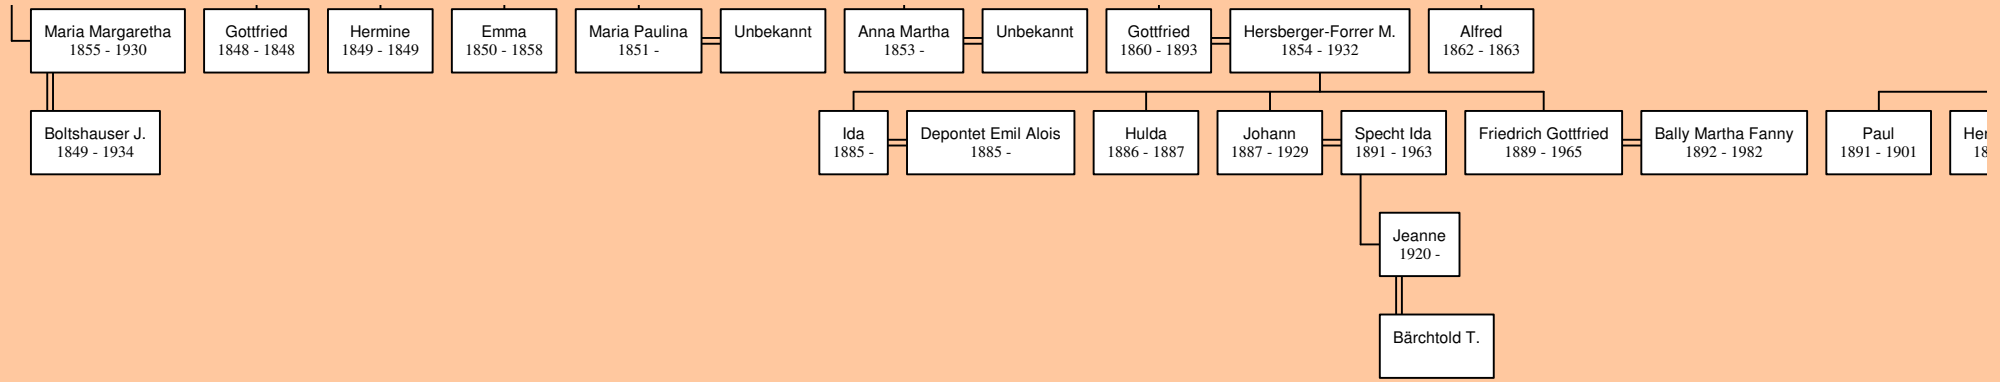 Maria Margaretha
1855 - 1930
Gottfried
1848 - 1848
Hermine
1849 - 1849
Emma
1850 - 1858
Maria Paulina
1851 -
Unbekannt
Anna Martha
1853 -
Unbekannt
Gottfried
1860 - 1893
Hersberger-Forrer M.
1854 - 1932
Alfred
1862 - 1863
Boltshauser J.
1849 - 1934
Ida
1885 -
Depontet Emil Alois
1885 -
Hulda
1886 - 1887
Johann
1887 - 1929
Specht Ida
1891 - 1963
Friedrich Gottfried
1889 - 1965
Bally Martha Fanny
1892 - 1982
Paul
1891 - 1901
Jeanne
1920 -
Bärchtold T.